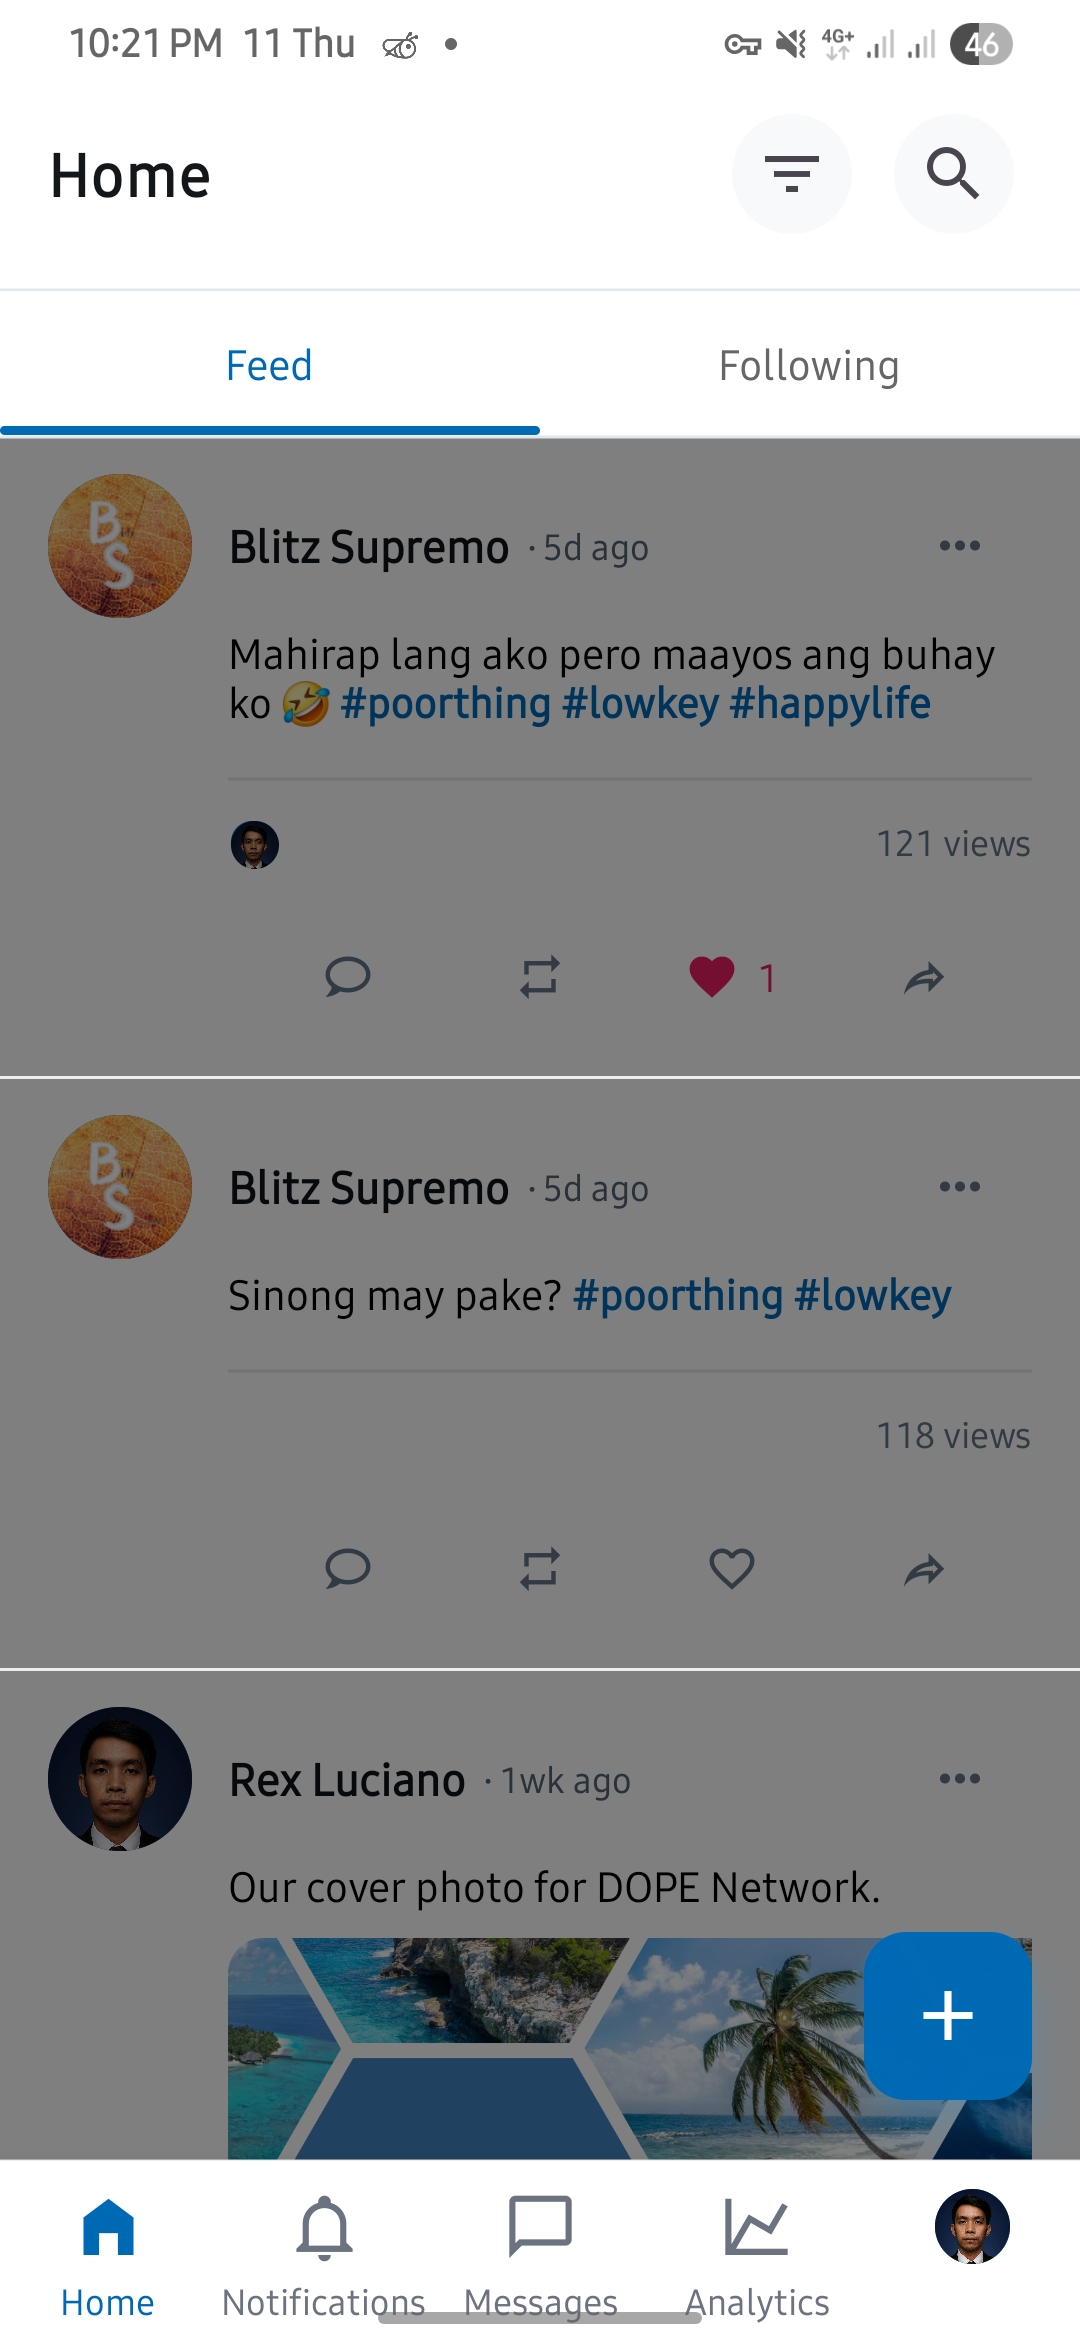 10:21 PM 11 Thu 4G+ 46
Home
Feed Following
B
S
Blitz Supremo · 5d ago
Mahirap lang ako pero maayos ang buhay
ko 🤣 #poorthing #lowkey #happylife
121 views
1
B
S
Blitz Supremo · 5d ago
Sinong may pake? #poorthing #lowkey
118 views
Rex Luciano · 1wk ago
Our cover photo for DOPE Network.
Home Notifications Messages Analytics